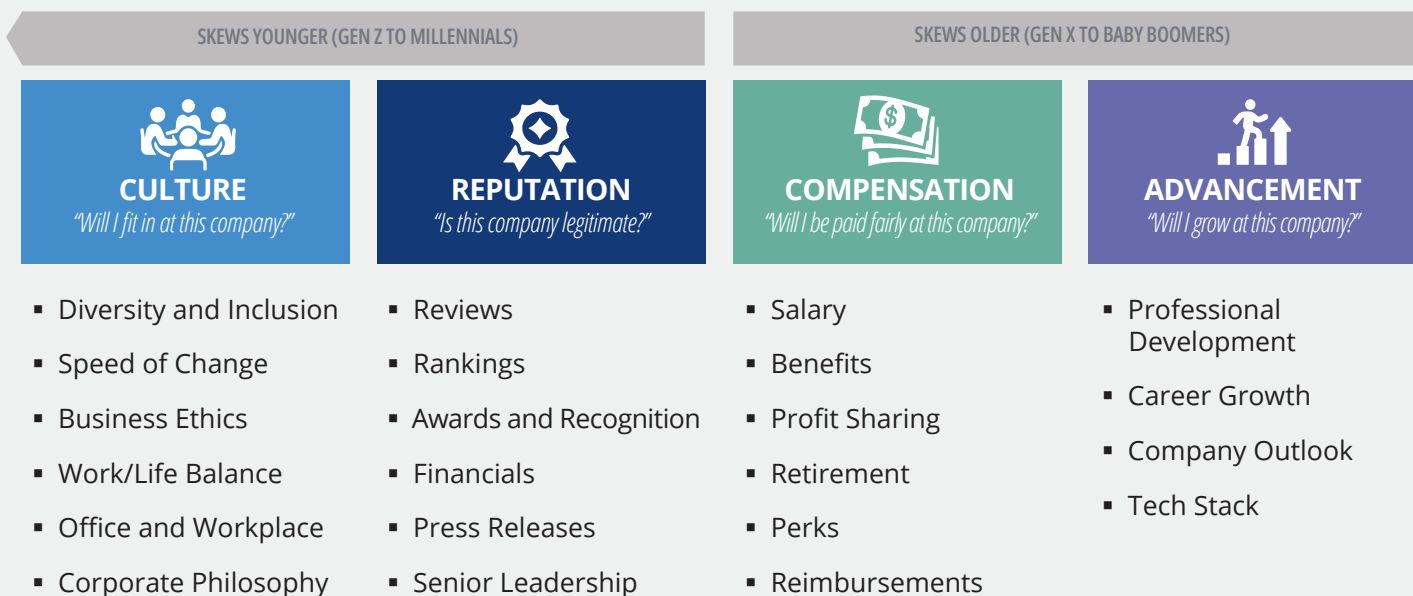 SKEWS YOUNGER (GEN Z TO MILLENNIALS)
SKEWS OLDER (GEN X TO BABY BOOMERS)
CULTURE
“Will I fit in at this company?”
▪ Diversity and Inclusion
▪ Speed of Change
▪ Business Ethics
▪ Work/Life Balance
▪ Office and Workplace
▪ Corporate Philosophy
REPUTATION
“Is this company legitimate?”
▪ Reviews
▪ Rankings
▪ Awards and Recognition
▪ Financials
▪ Press Releases
▪ Senior Leadership
$
COMPENSATION
“Will I be paid fairly at this company?”
▪ Salary
▪ Benefits
▪ Profit Sharing
▪ Retirement
▪ Perks
▪ Reimbursements
ADVANCEMENT
“Will I grow at this company?”
▪ Professional
Development
▪ Career Growth
▪ Company Outlook
▪ Tech Stack